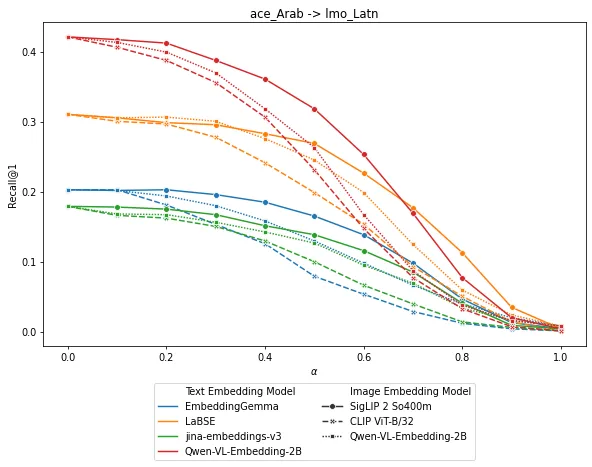 ace_Arab -> lmo_Latn
Recall@1
0.4
0.3
0.2
0.1
0.0
0.0 0.2 0.4 0.6 0.8 1.0
α
Text Embedding Model Image Embedding Model
EmbeddingGemma SigLIP 2 So400m
LaBSE CLIP ViT-B/32
jina-embeddings-v3 Qwen-VL-Embedding-2B
Qwen-VL-Embedding-2B